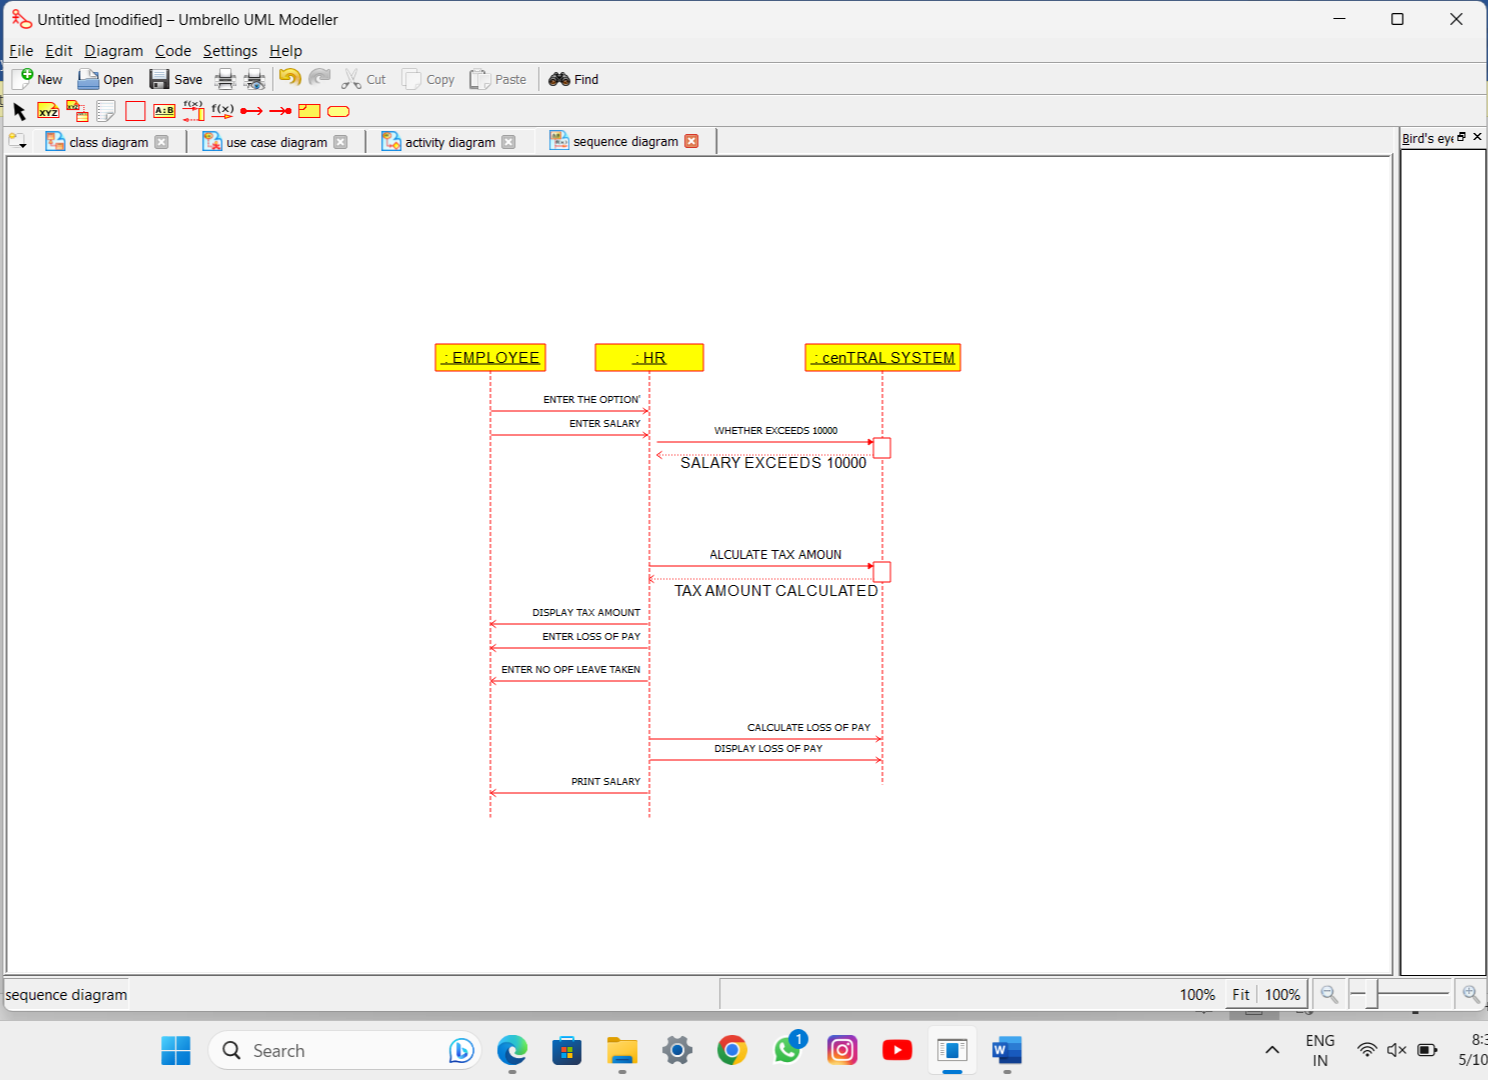 Untitled [modified] – Umbrello UML Modeller
File Edit Diagram Code Settings Help
New Open Save Cut Copy Paste Find
XYZ A:B f(x) f(x)
class diagram use case diagram activity diagram sequence diagram
Bird's eye
: EMPLOYEE : HR : cenTRAL SYSTEM
ENTER THE OPTION'
ENTER SALARY
WHETHER EXCEEDS 10000
SALARY EXCEEDS 10000
ALCULATE TAX AMOUN
TAX AMOUNT CALCULATED
DISPLAY TAX AMOUNT
ENTER LOSS OF PAY
ENTER NO OPF LEAVE TAKEN
CALCULATE LOSS OF PAY
DISPLAY LOSS OF PAY
PRINT SALARY
sequence diagram 100% Fit 100%
Search 1 W ENG 8:3
IN 5/10